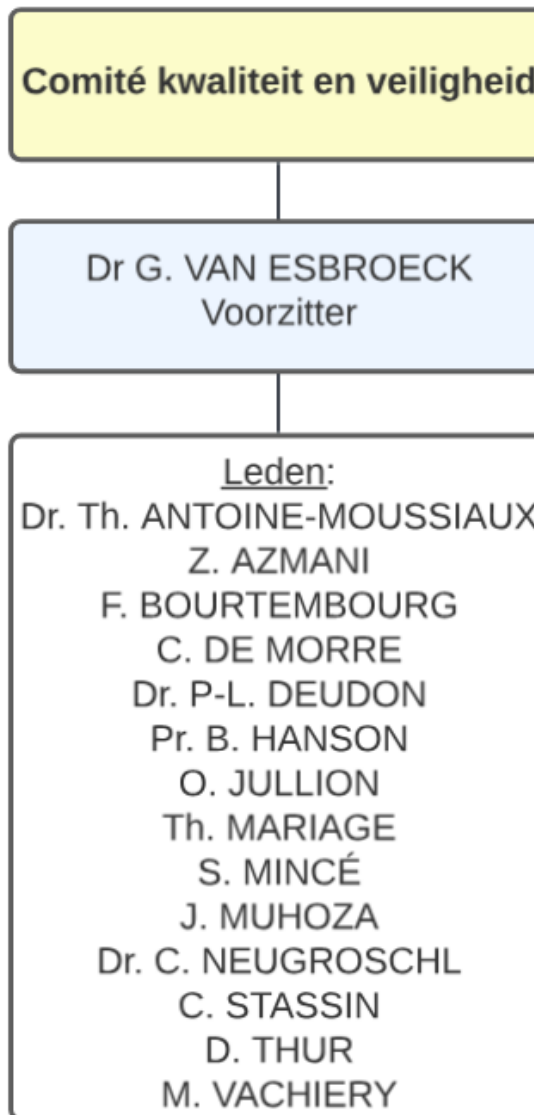 Comité kwaliteit en veiligheid
Dr G. VAN ESBROECK
Voorzitter
Leden:
Dr. Th. ANTOINE-MOUSSIAUX
Z. AZMANI
F. BOURTEMBOURG
C. DE MORRE
Dr. P-L. DEUDON
Pr. B. HANSON
O. JULLION
Th. MARIAGE
S. MINCÉ
J. MUHOZA
Dr. C. NEUGROSCHL
C. STASSIN
D. THUR
M. VACHIERY